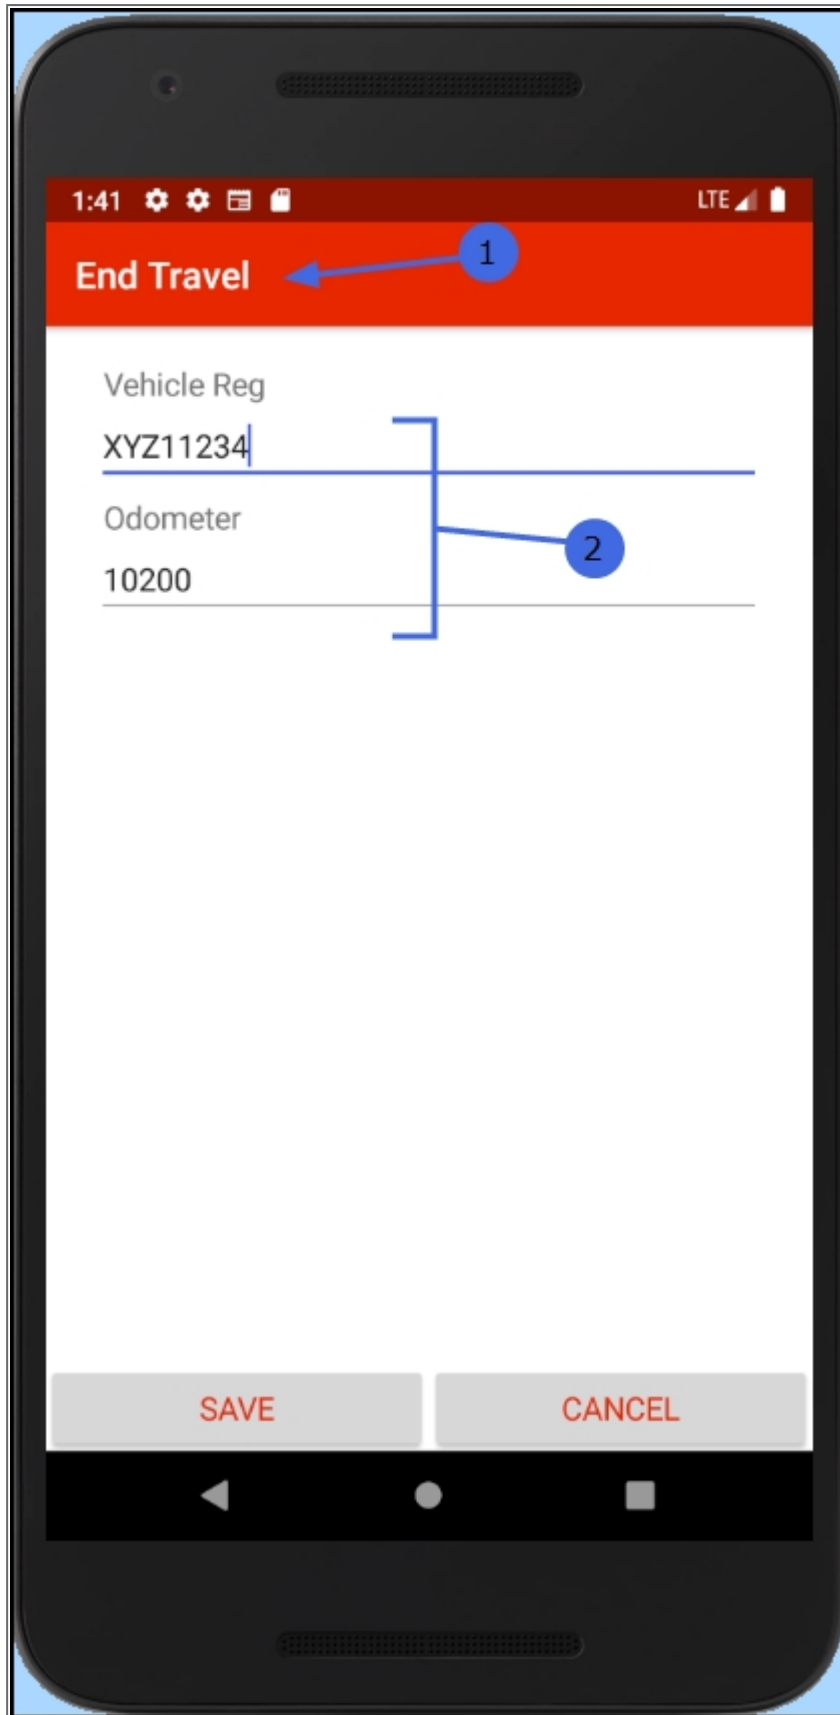 1:41 LTE
1
End Travel
Vehicle Reg
XYZ11234
Odometer
2
10200
SAVE CANCEL